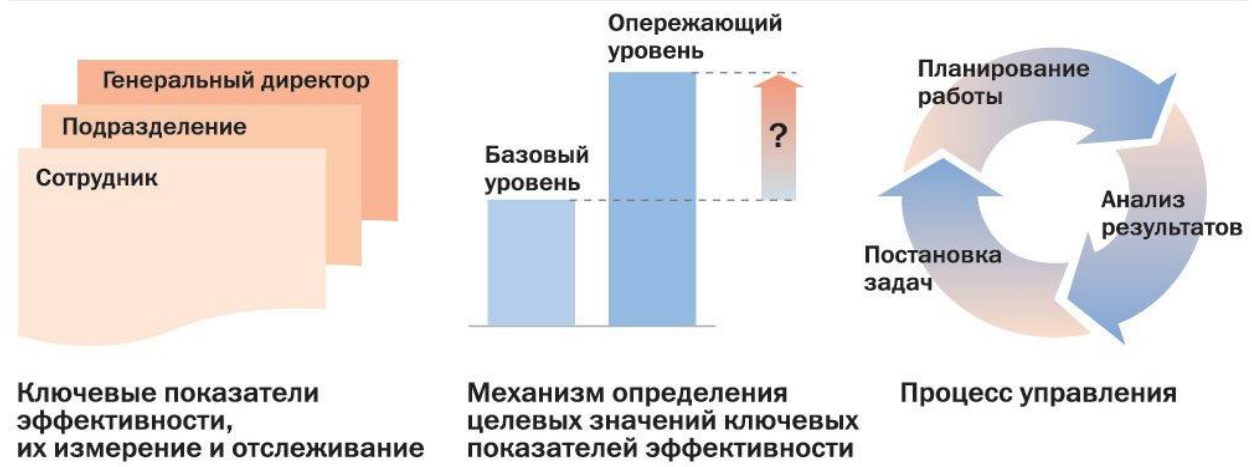 Генеральный директор
Подразделение
Сотрудник
Ключевые показатели
эффективности,
их измерение и отслеживание
Опережающий
уровень
Базовый
уровень
?
Механизм определения
целевых значений ключевых
показателей эффективности
Планирование
работы
Анализ
результатов
Постановка
задач
Процесс управления